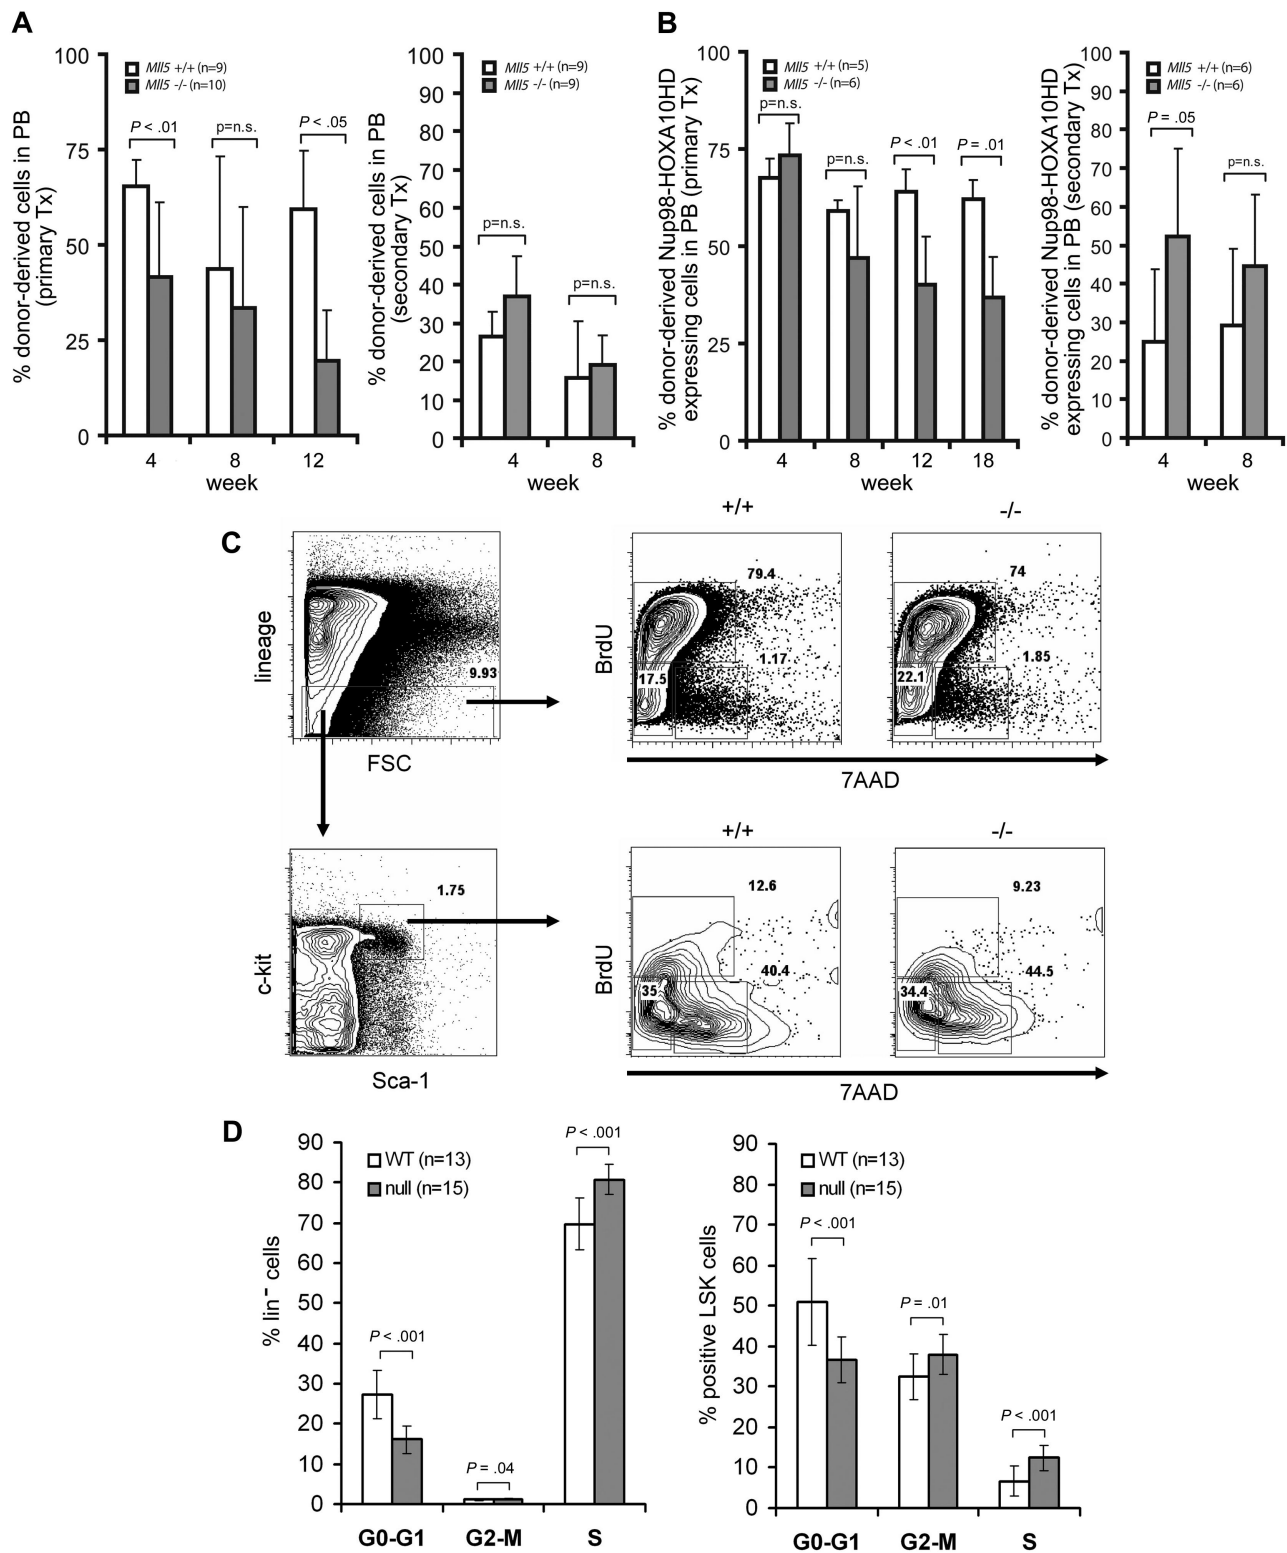 A
% donor-derived cells in PB
(primary Tx)
100
75
50
25
0
Mll5 +/+ (n=9)
Mll5 -/- (n=10)
P < .01
p=n.s.
P < .05
4 8 12
week
% donor-derived cells in PB
(secondary Tx)
100
90
80
70
60
50
40
30
20
10
0
Mll5 +/+ (n=9)
Mll5 -/- (n=9)
p=n.s.
p=n.s.
4 8
week
B
% donor-derived Nup98-HOXA10HD
expressing cells in PB (primary Tx)
100
75
50
25
0
Mll5 +/+ (n=5)
Mll5 -/- (n=6)
p=n.s.
p=n.s.
P < .01
P = .01
4 8 12 18
week
% donor-derived Nup98-HOXA10HD
expressing cells in PB (secondary Tx)
100
90
80
70
60
50
40
30
20
10
0
Mll5 +/+ (n=6)
Mll5 -/- (n=6)
P = .05
p=n.s.
4 8
week
C
lineage
9.93
FSC
+/+ -/-
BrdU
79.4
1.17
17.5
74
1.85
22.1
7AAD
c-kit
1.75
Sca-1
+/+ -/-
BrdU
12.6
40.4
35
9.23
44.5
34.4
7AAD
D
% lin⁻ cells
90
80
70
60
50
40
30
20
10
0
WT (n=13)
null (n=15)
P < .001
P = .04
P < .001
G0-G1 G2-M S
% positive LSK cells
90
80
70
60
50
40
30
20
10
0
WT (n=13)
null (n=15)
P < .001
P = .01
P < .001
G0-G1 G2-M S